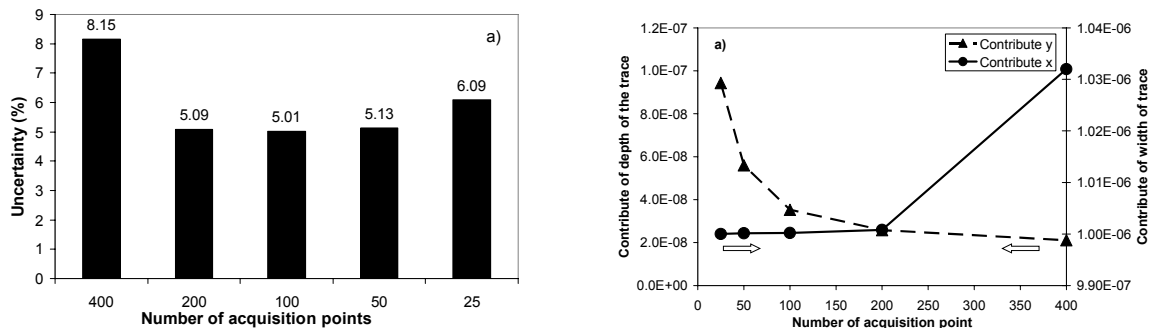 9
8
7
6
5
4
3
2
1
0
Uncertainty (%)
8.15
5.09
5.01
5.13
6.09
a)
400 200 100 50 25
Number of acquisition points
1.2E-07
1.0E-07
8.0E-08
6.0E-08
4.0E-08
2.0E-08
0.0E+00
Contribute of depth of the trace
a)
Contribute y
Contribute x
1.04E-06
1.03E-06
1.02E-06
1.01E-06
1.00E-06
9.90E-07
Contribute of width of trace
0 50 100 150 200 250 300 350 400
Number of acquisition point